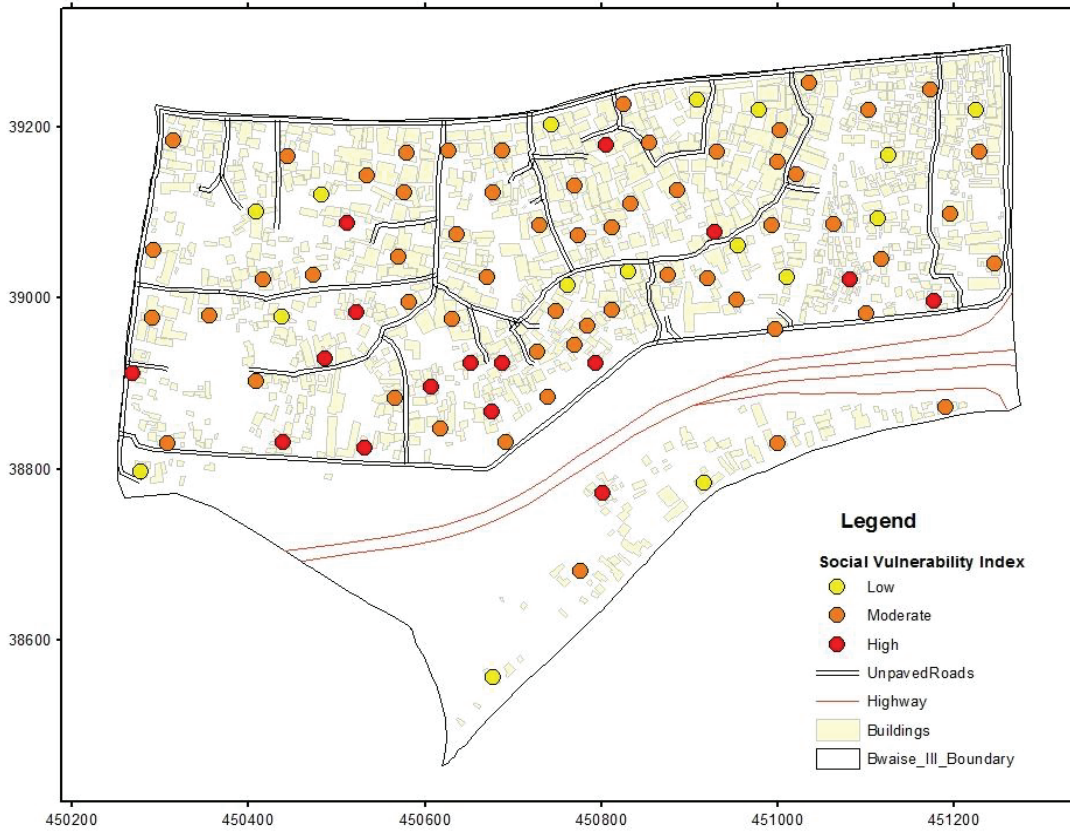 39200
39000
38800
38600
450200
450400
450600
450800
451000
451200
Legend
Social Vulnerability Index
Low
Moderate
High
UnpavedRoads
Highway
Buildings
Bwaise_III_Boundary